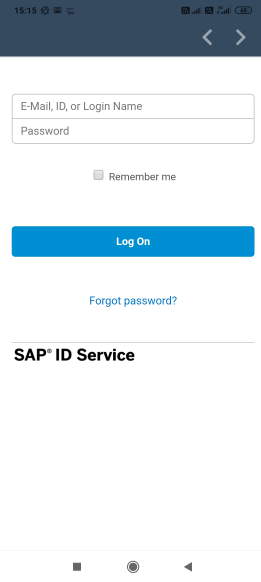 15:15
E-Mail, ID, or Login Name
Password
Remember me
Log On
Forgot password?
SAP® ID Service